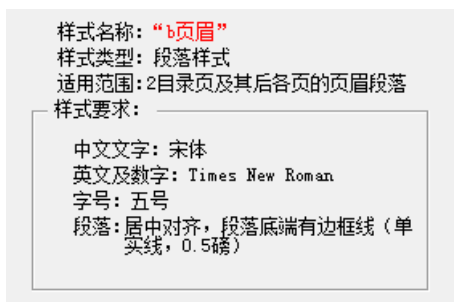 样式名称：“b页眉”
样式类型：段落样式
适用范围:2目录页及其后各页的页眉段落
样式要求：
中文文字：宋体
英文及数字：Times New Roman
字号：五号
段落:居中对齐，段落底端有边框线（单
实线，0.5磅）